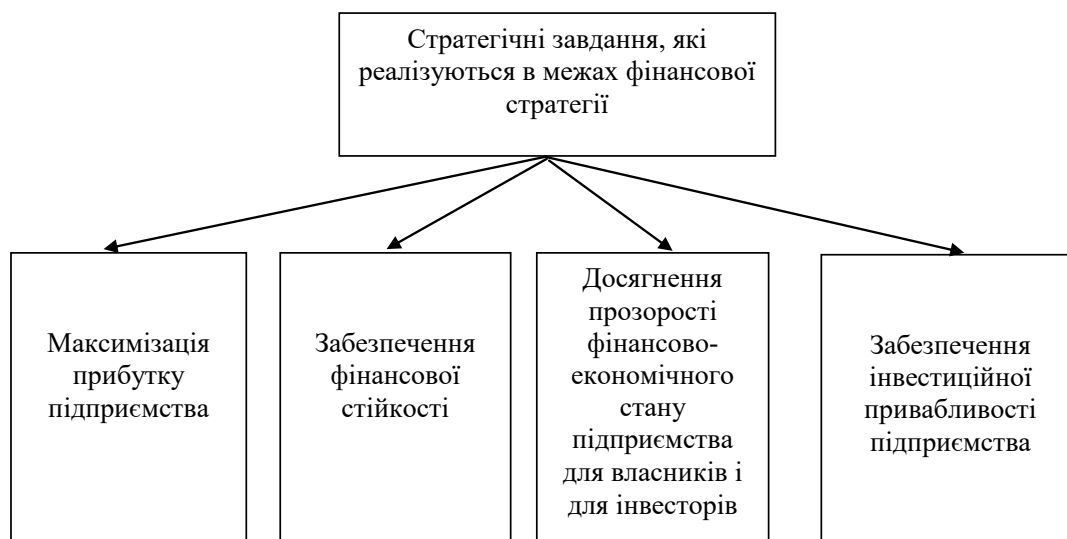 Стратегічні завдання, які
реалізуються в межах фінансової
стратегії
Максимізація
прибутку
підприємства
Забезпечення
фінансової
стійкості
Досягнення
прозорості
фінансово-
економічного
стану
підприємства
для власників і
для інвесторів
Забезпечення
інвестиційної
привабливості
підприємства